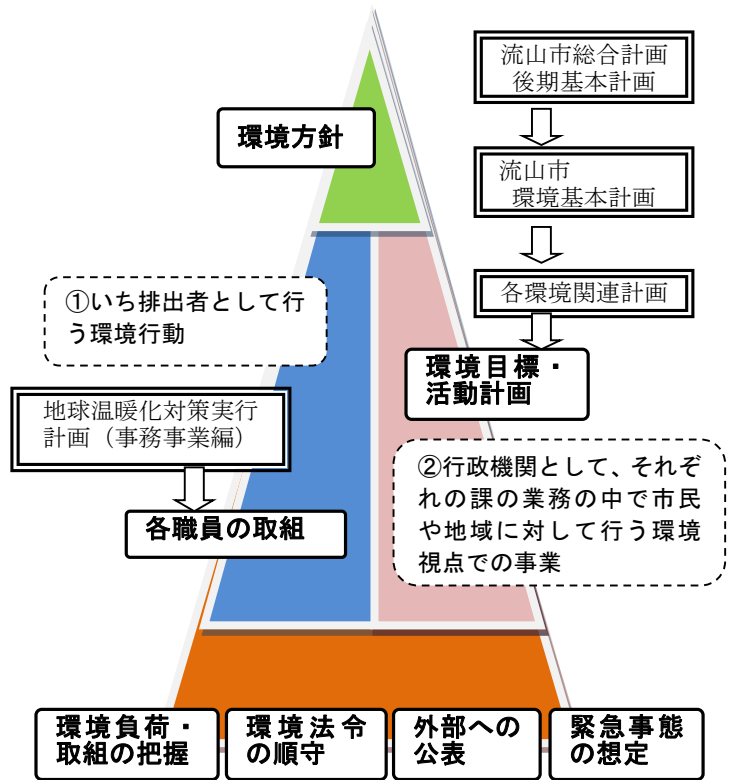 流山市総合計画
後期基本計画
環境方針
流山市
環境基本計画
各環境関連計画
①いち排出者として行
う環境行動
環境目標・
活動計画
地球温暖化対策実行
計画（事務事業編）
②行政機関として、それぞ
れの課の業務の中で市民
や地域に対して行う環境
視点での事業
各職員の取組
環境負荷・
取組の把握
環境法令
の順守
外部への
公表
緊急事態
の想定